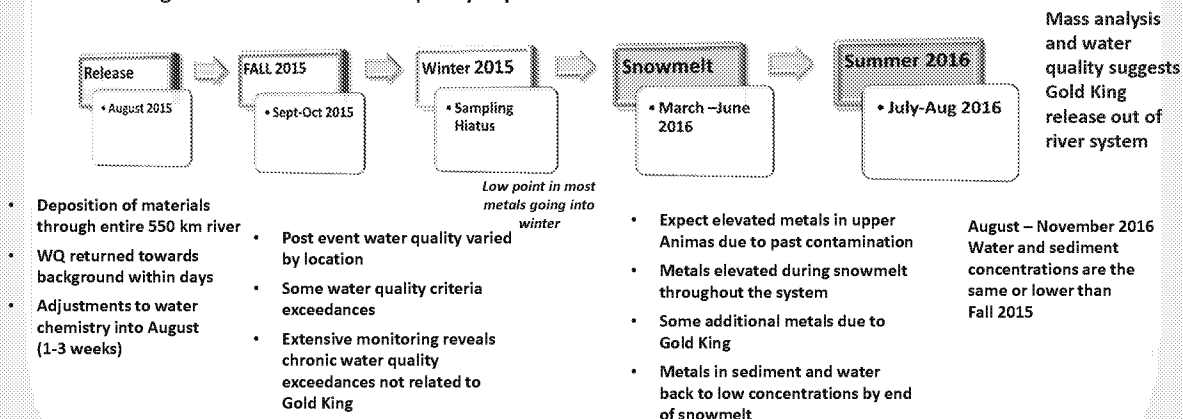 Release
• August 2015
FALL 2015
• Sept-Oct 2015
Winter 2015
• Sampling
Hiatus
Snowmelt
• March –June
2016
Summer 2016
• July-Aug 2016
Mass analysis
and water
quality suggests
Gold King
release out of
river system
Low point in most
metals going into
winter
• Deposition of materials
through entire 550 km river
• WQ returned towards
background within days
• Adjustments to water
chemistry into August
(1-3 weeks)
• Post event water quality varied
by location
• Some water quality criteria
exceedances
• Extensive monitoring reveals
chronic water quality
exceedances not related to
Gold King
• Expect elevated metals in upper
Animas due to past contamination
• Metals elevated during snowmelt
throughout the system
• Some additional metals due to
Gold King
• Metals in sediment and water
back to low concentrations by end
of snowmelt
August – November 2016
Water and sediment
concentrations are the
same or lower than
Fall 2015